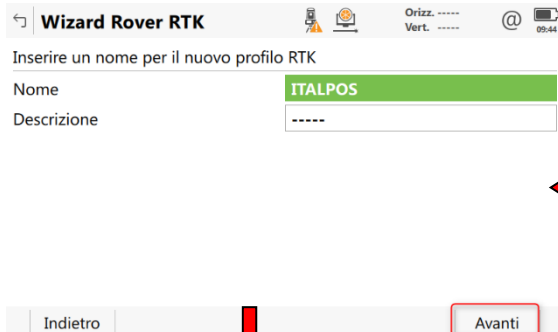 Wizard Rover RTK
Orizz. -----
Vert. -----
@
09:44
Inserire un nome per il nuovo profilo RTK
Nome ITALPOS
Descrizione -----
Indietro Avanti